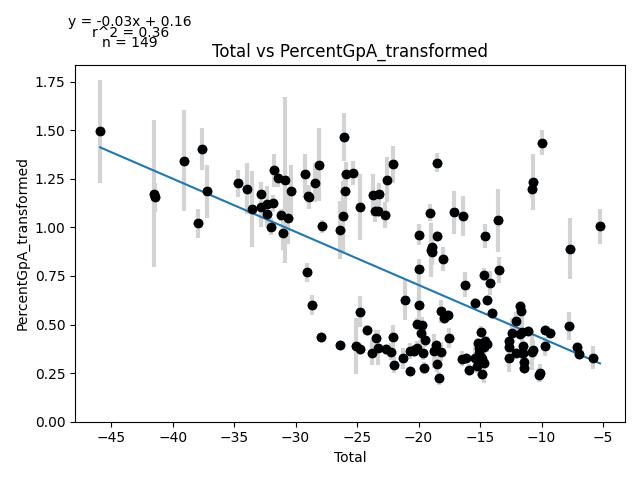 y = -0.03x + 0.16
r^2 = 0.36
n = 149
Total vs PercentGpA_transformed
PercentGpA_transformed
1.75
1.50
1.25
1.00
0.75
0.50
0.25
0.00
−45 −40 −35 −30 −25 −20 −15 −10 −5
Total